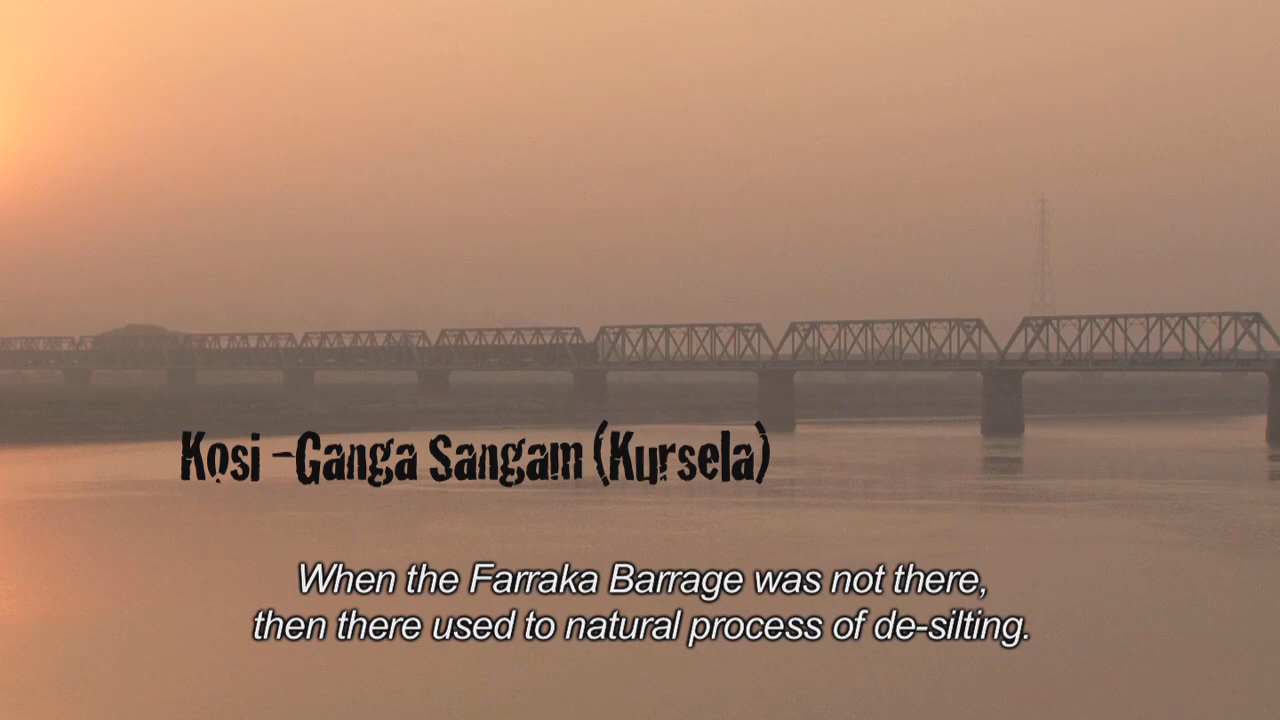 Kosi -Ganga Sangam (Kursela)
When the Farraka Barrage was not there,
then there used to natural process of de-silting.